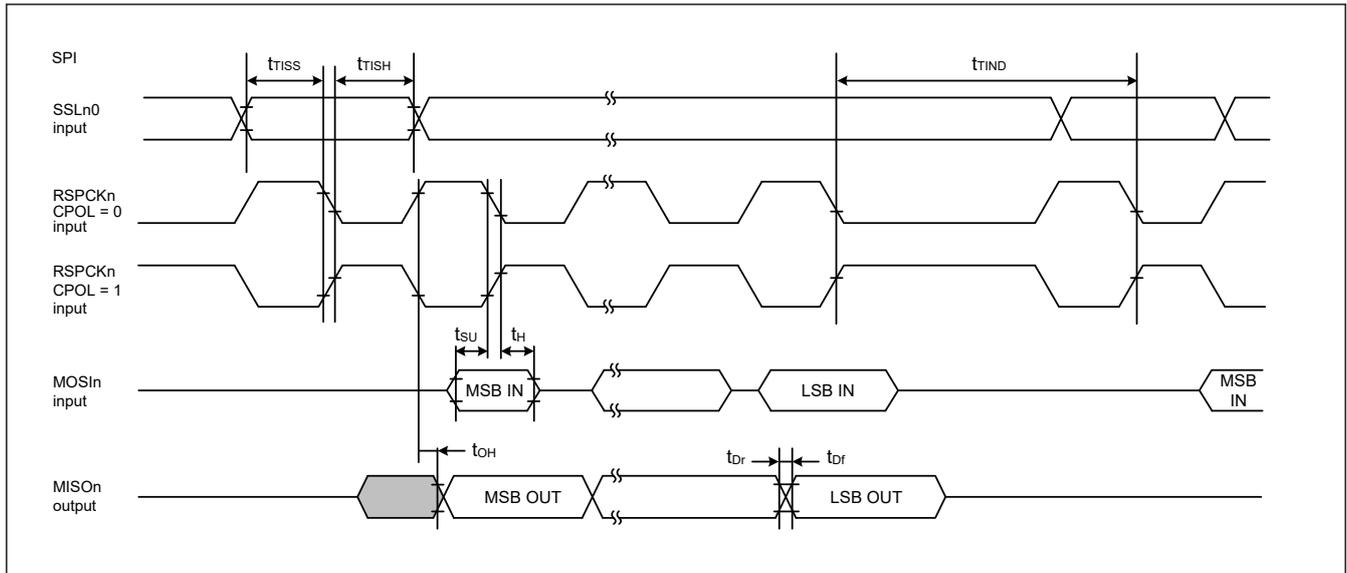 SPI
tTISS
tTISH
tTIND
SSLn0
input
RSPCKn
CPOL = 0
input
RSPCKn
CPOL = 1
input
tSU
tH
MOSIn
input
MSB IN
LSB IN
MSB
IN
tOH
tDr
tDf
MISOn
output
MSB OUT
LSB OUT